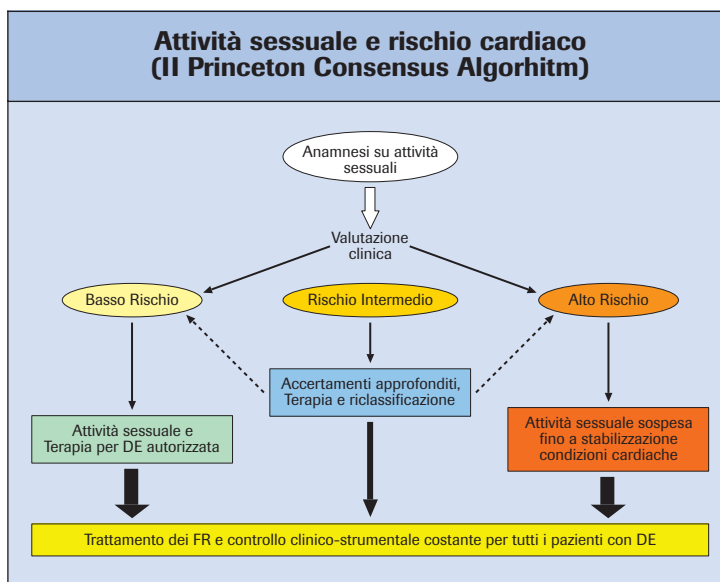 Attività sessuale e rischio cardiaco
(II Princeton Consensus Algorhitm)
Anamnesi su attività
sessuali
Valutazione
clinica
Basso Rischio
Rischio Intermedio
Alto Rischio
Accertamenti approfonditi,
Terapia e riclassificazione
Attività sessuale e
Terapia per DE autorizzata
Attività sessuale sospesa
fino a stabilizzazione
condizioni cardiache
Trattamento dei FR e controllo clinico-strumentale costante per tutti i pazienti con DE